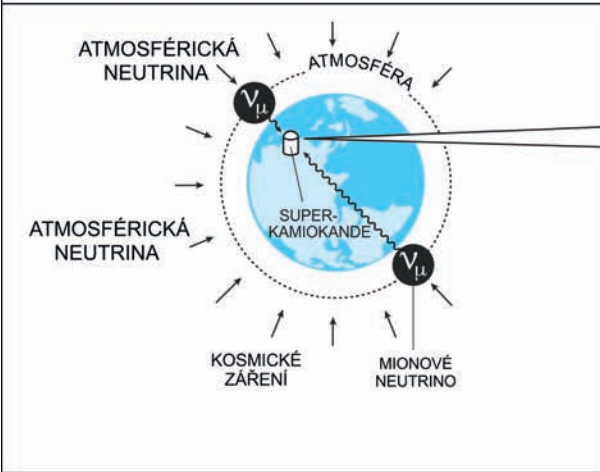 ATMOSFÉRICKÁ
NEUTRINA
ATMOSFÉRA
νμ
SUPER-
KAMIOKANDE
ATMOSFÉRICKÁ
NEUTRINA
νμ
KOSMICKÉ
ZÁŘENÍ
MIONOVÉ
NEUTRINO